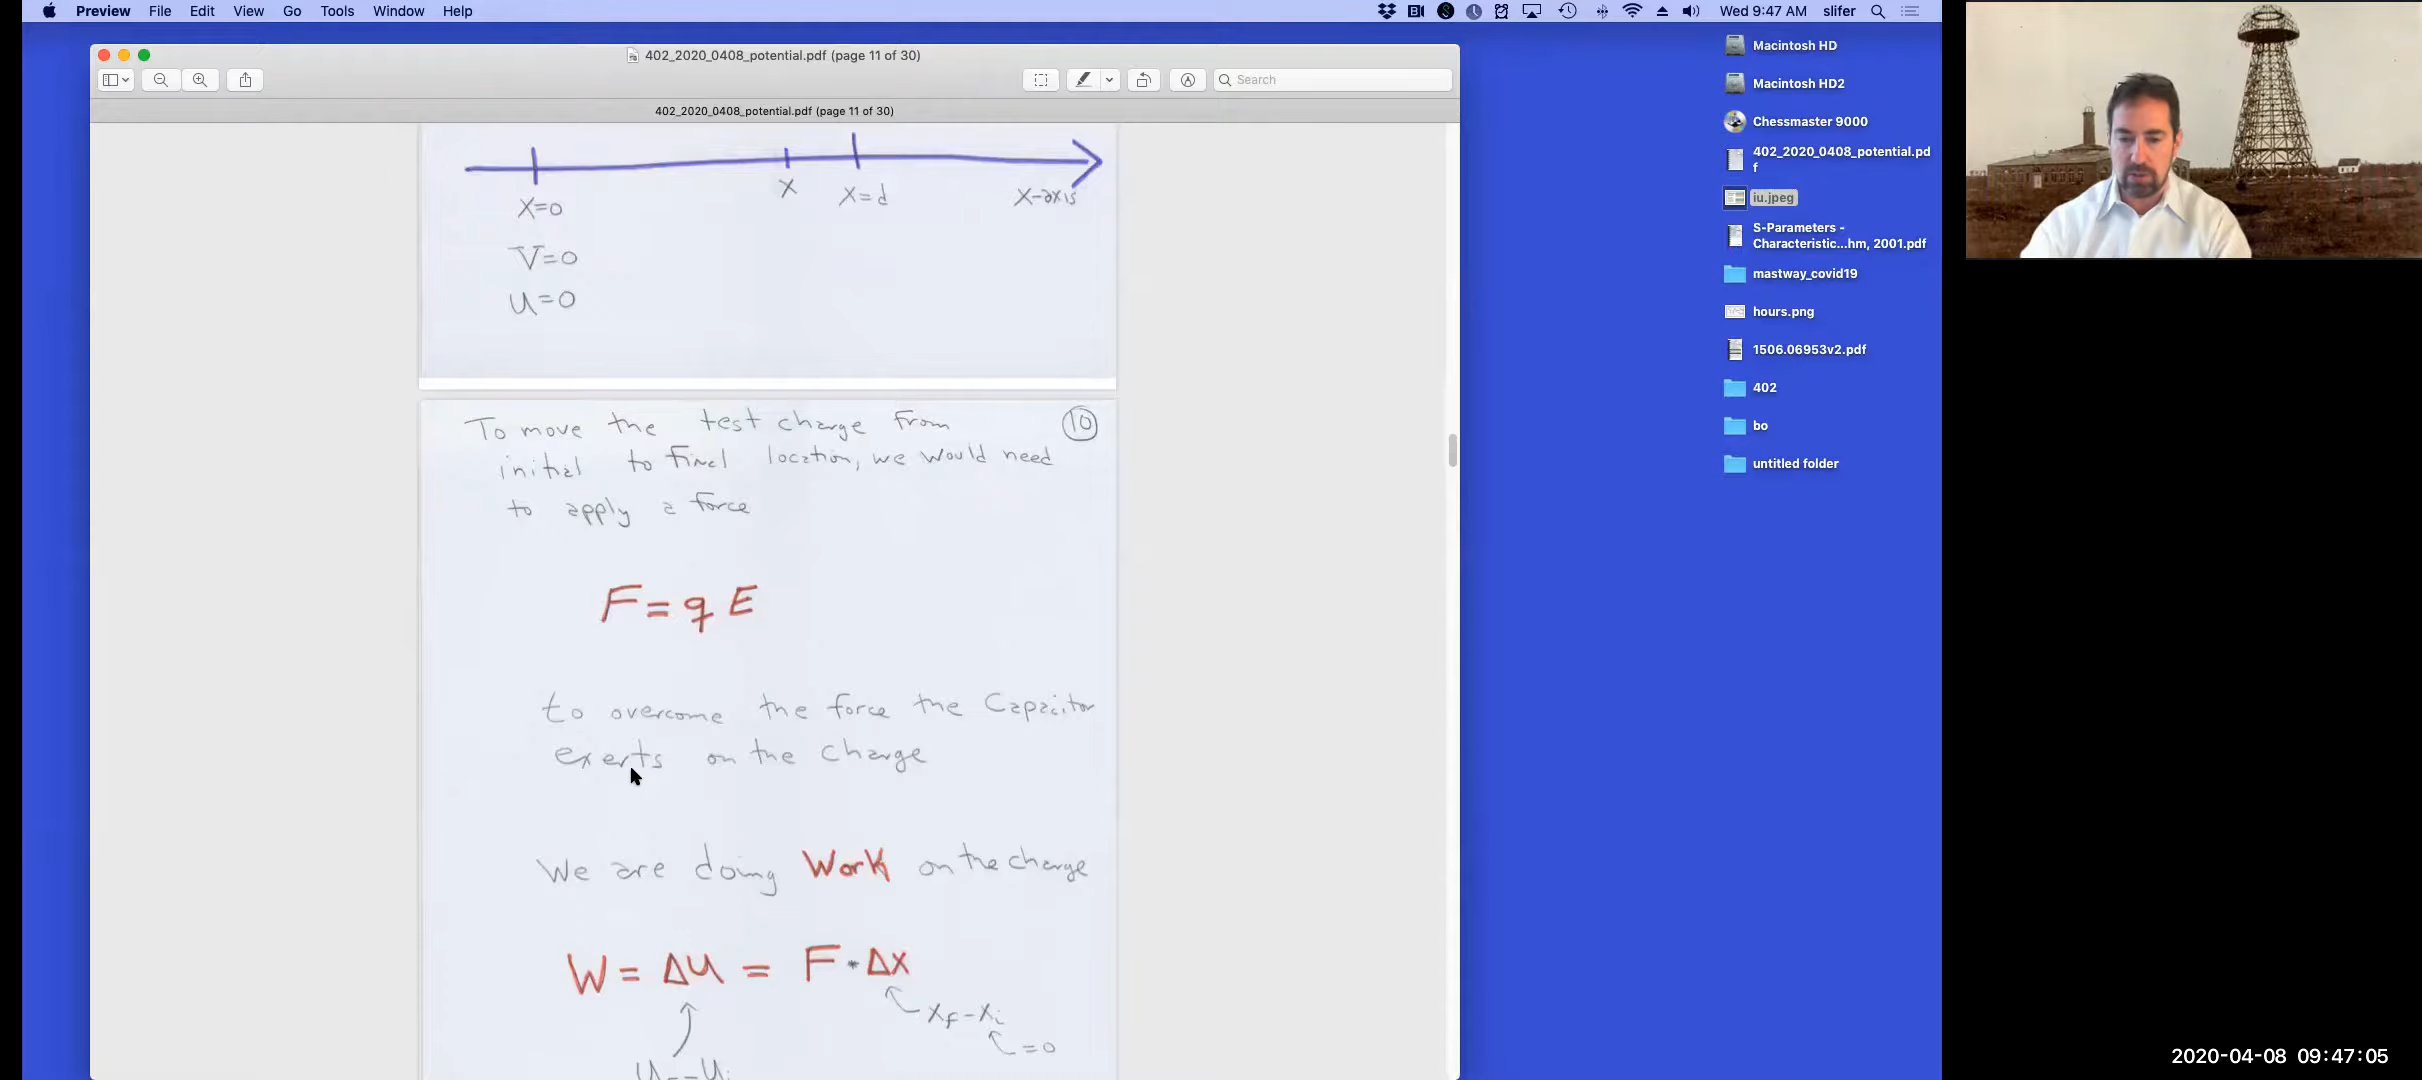 Preview File Edit View Go Tools Window Help
Wed 9:47 AM slifer
402_2020_0408_potential.pdf (page 11 of 30)
Search
402_2020_0408_potential.pdf (page 11 of 30)
x=0
x
x=d
x-axis
V=0
U=0
To move the test charge from
10
initial to final location, we would need
to apply a force
F = q E
to overcome the force the Capacitor
exerts on the charge
We are doing Work on the charge
W = ΔU = F · Δx
xF - xi
= 0
Macintosh HD
Macintosh HD2
Chessmaster 9000
402_2020_0408_potential.pd
f
iu.jpeg
S-Parameters -
Characteristic...hm, 2001.pdf
mastway_covid19
hours.png
1506.06953v2.pdf
402
bo
untitled folder
2020-04-08 09:47:05